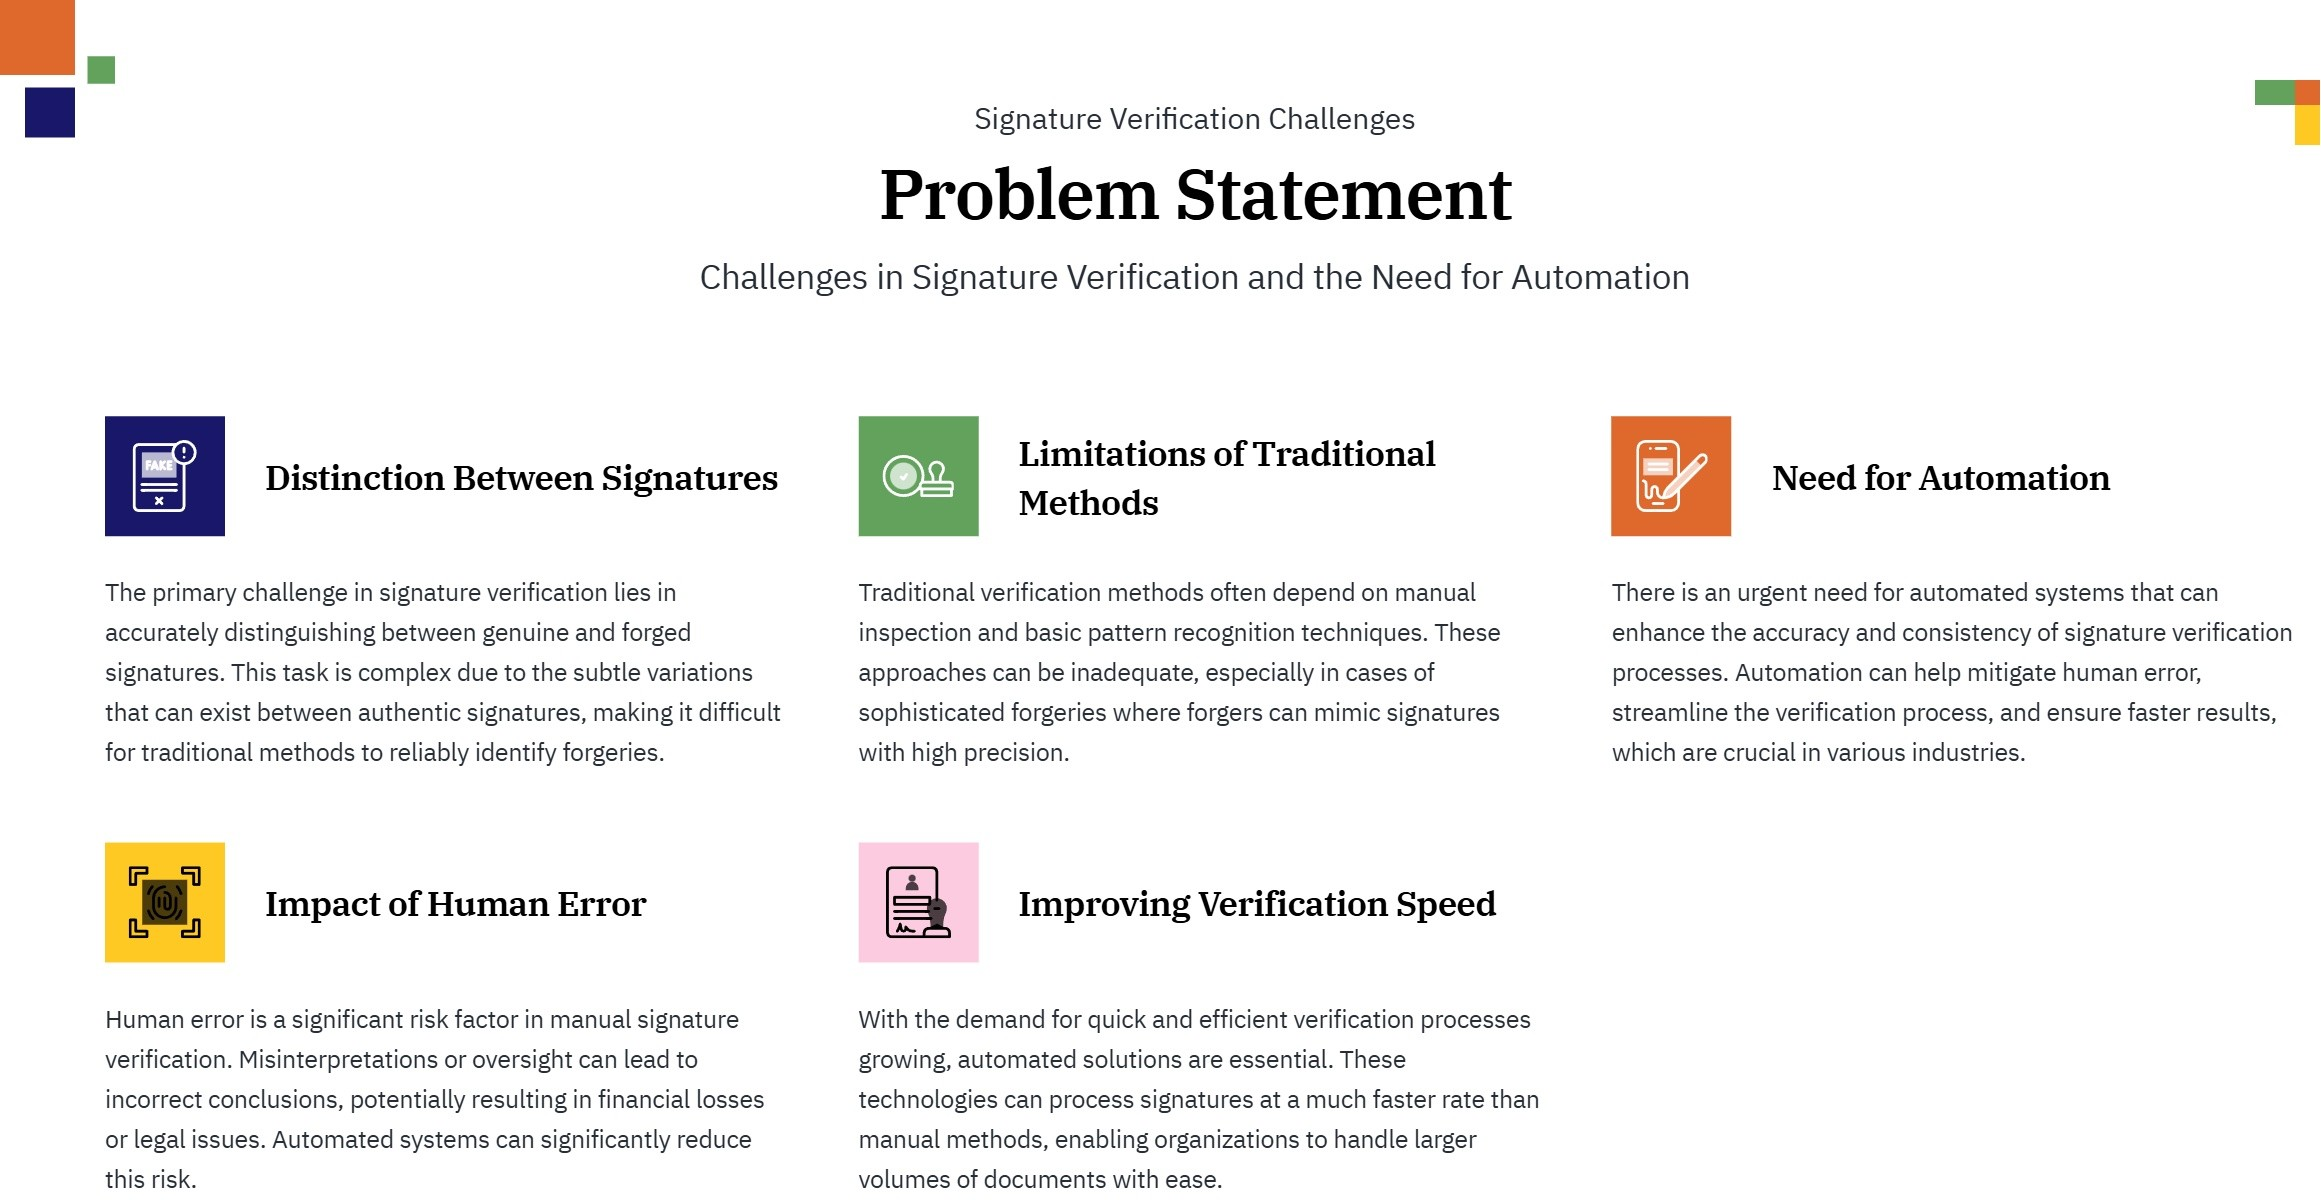 Signature Verification Challenges
Problem Statement
Challenges in Signature Verification and the Need for Automation
FAKE
Distinction Between Signatures
The primary challenge in signature verification lies in
accurately distinguishing between genuine and forged
signatures. This task is complex due to the subtle variations
that can exist between authentic signatures, making it difficult
for traditional methods to reliably identify forgeries.
Limitations of Traditional
Methods
Traditional verification methods often depend on manual
inspection and basic pattern recognition techniques. These
approaches can be inadequate, especially in cases of
sophisticated forgeries where forgers can mimic signatures
with high precision.
Need for Automation
There is an urgent need for automated systems that can
enhance the accuracy and consistency of signature verification
processes. Automation can help mitigate human error,
streamline the verification process, and ensure faster results,
which are crucial in various industries.
Impact of Human Error
Human error is a significant risk factor in manual signature
verification. Misinterpretations or oversight can lead to
incorrect conclusions, potentially resulting in financial losses
or legal issues. Automated systems can significantly reduce
this risk.
Improving Verification Speed
With the demand for quick and efficient verification processes
growing, automated solutions are essential. These
technologies can process signatures at a much faster rate than
manual methods, enabling organizations to handle larger
volumes of documents with ease.